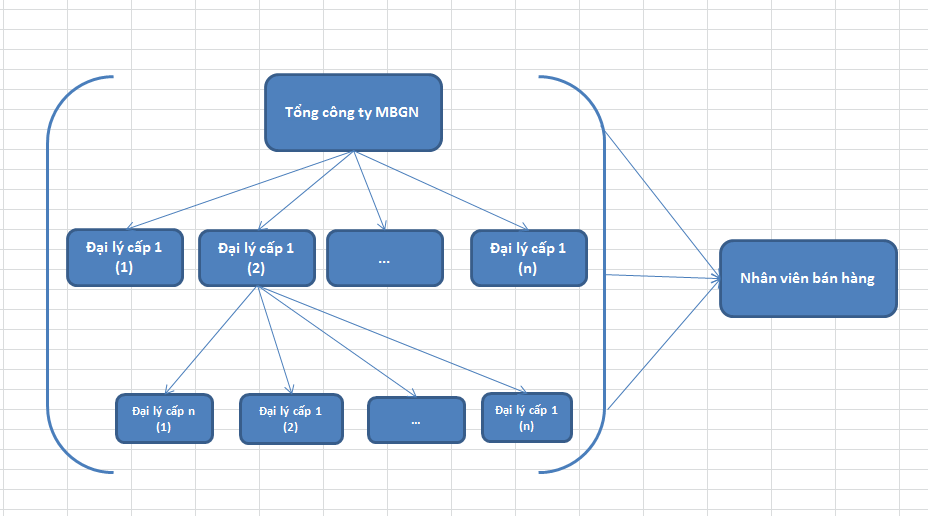 Tổng công ty MBGN
Đại lý cấp 1
(1)
Đại lý cấp 1
(2)
...
Đại lý cấp 1
(n)
Nhân viên bán hàng
Đại lý cấp n
(1)
Đại lý cấp 1
(2)
...
Đại lý cấp 1
(n)